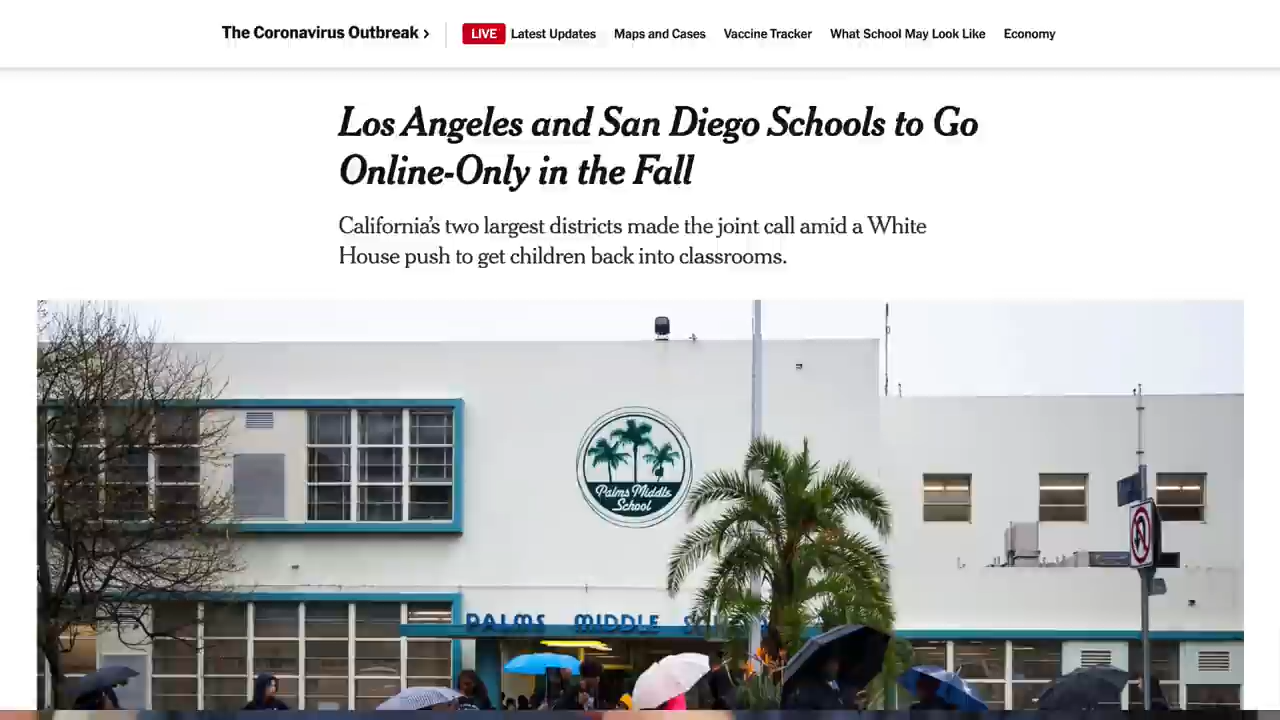 The Coronavirus Outbreak ›
LIVE Latest Updates Maps and Cases Vaccine Tracker What School May Look Like Economy
Los Angeles and San Diego Schools to Go
Online-Only in the Fall
California's two largest districts made the joint call amid a White
House push to get children back into classrooms.
Palms Middle
School
PALMS MIDDLE